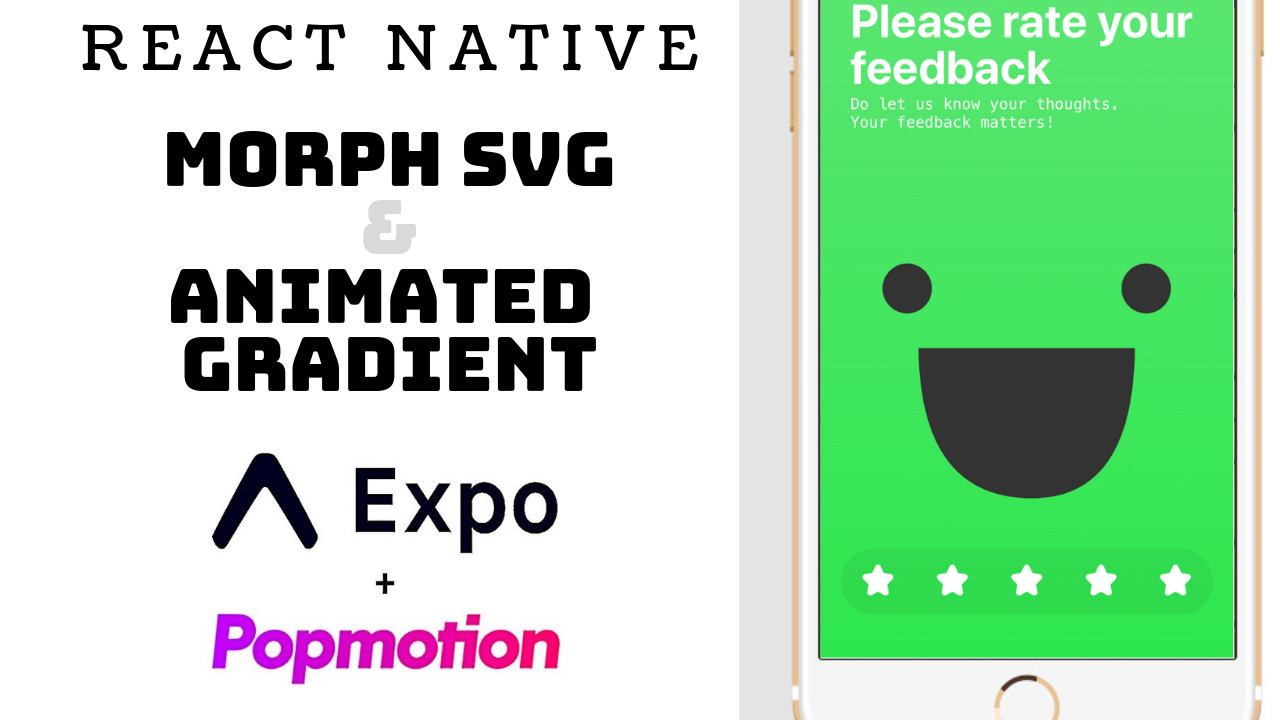 REACT NATIVE
MORPH SVG
&
ANIMATED
GRADIENT
Expo
+
Popmotion
Please rate your
feedback
Do let us know your thoughts.
Your feedback matters!